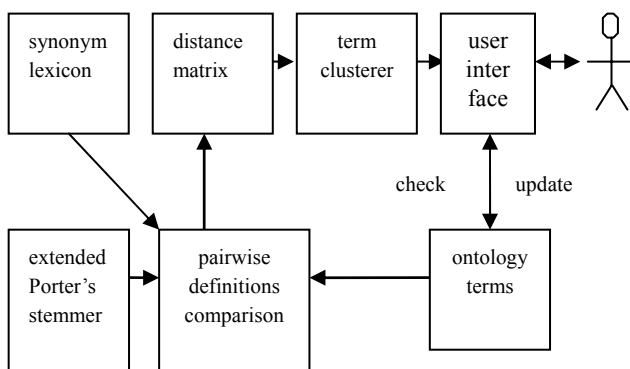 synonym
lexicon
distance
matrix
term
clusterer
user
inter
face
check
update
extended
Porter's
stemmer
pairwise
definitions
comparison
ontology
terms